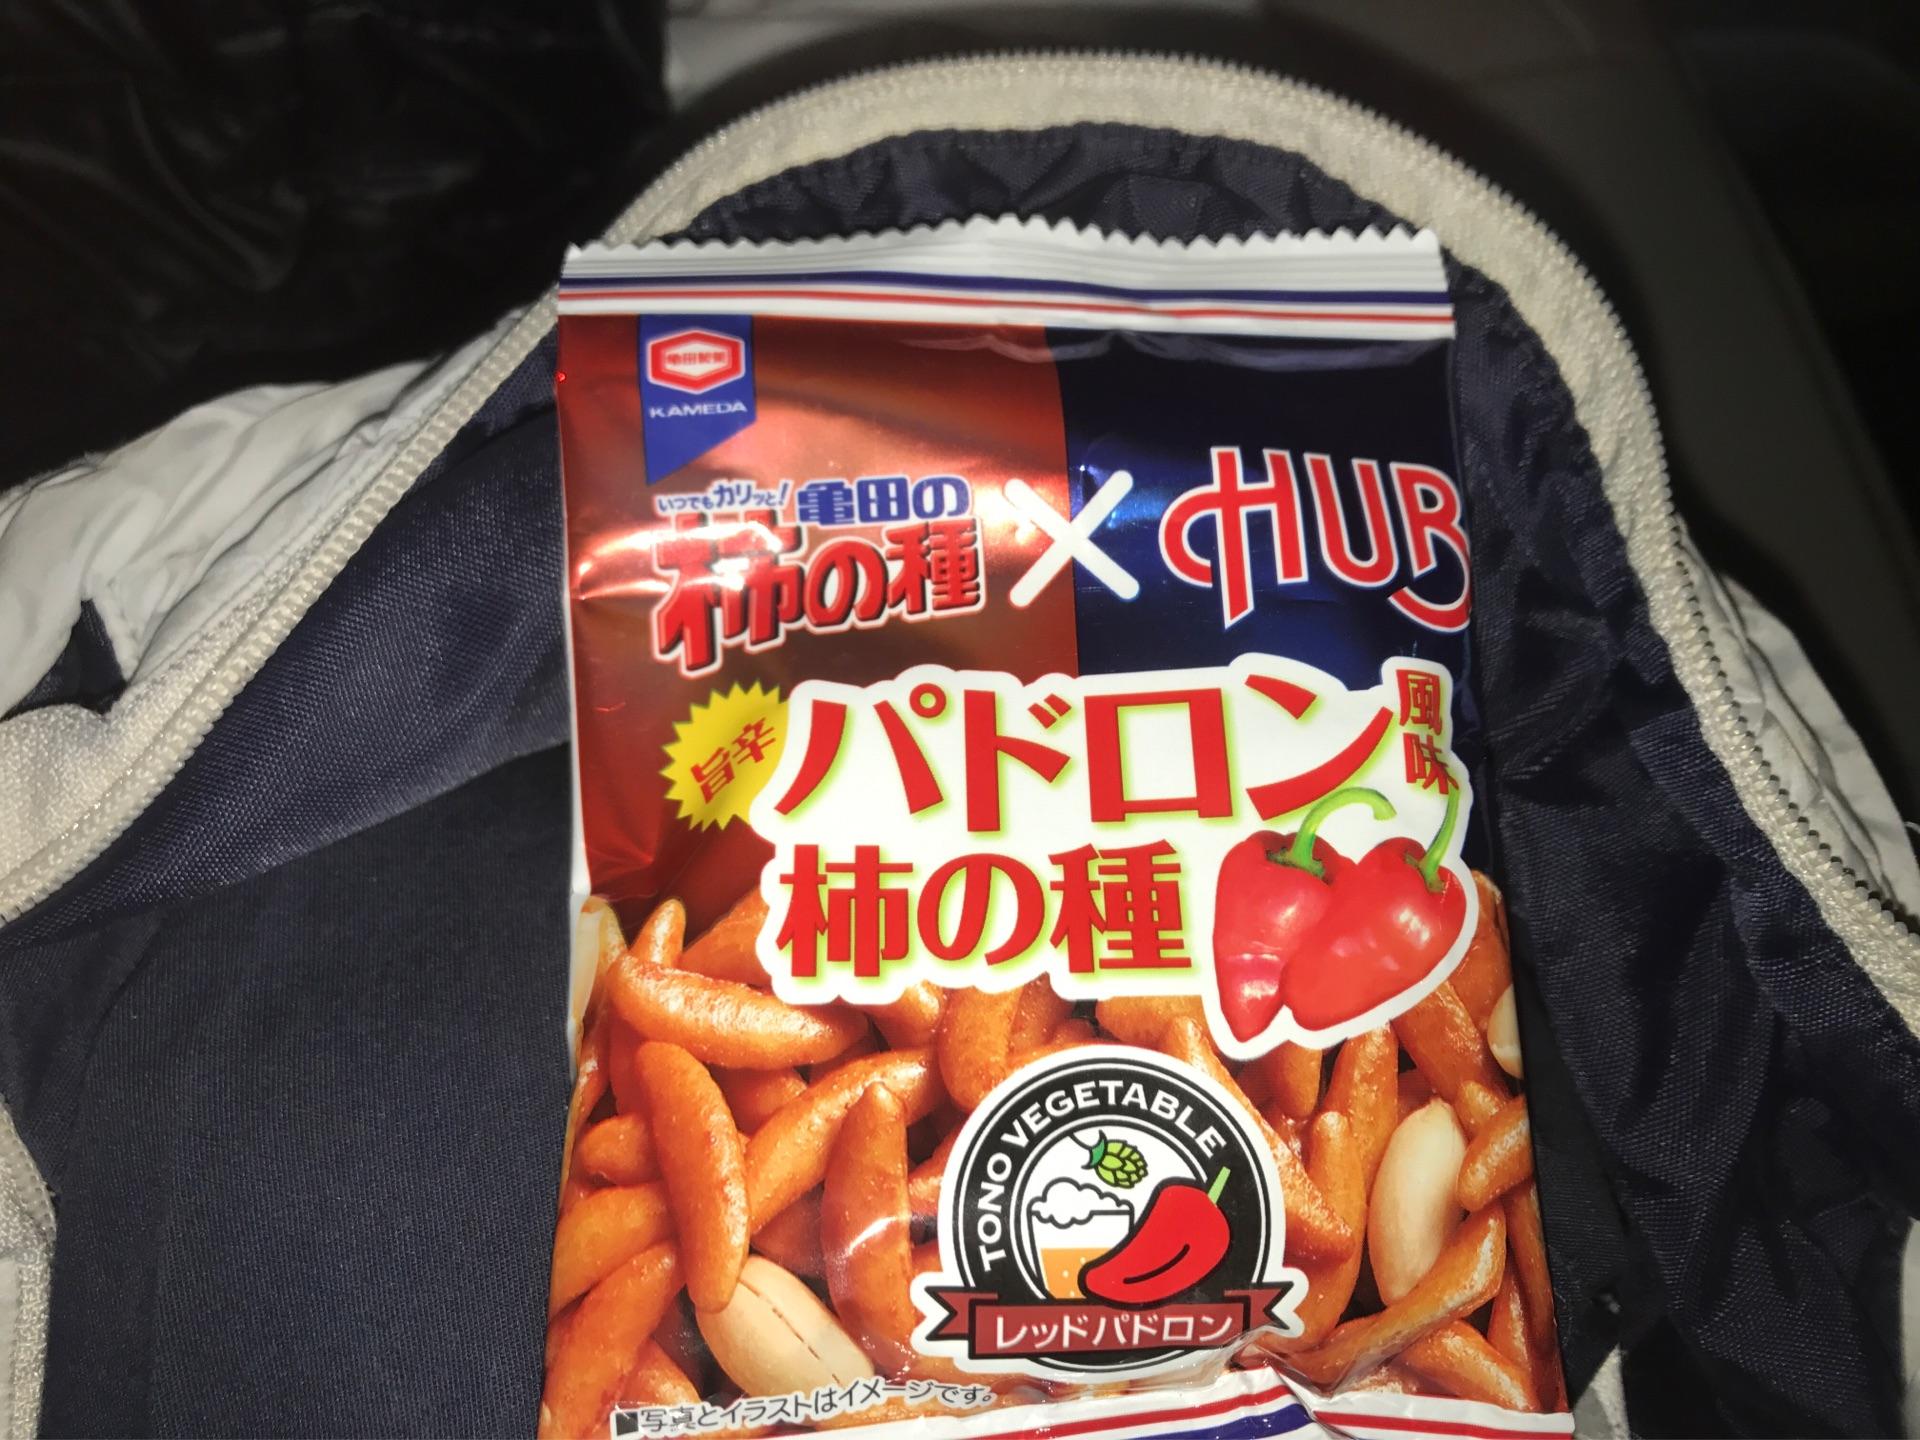 亀田製菓
KAMEDA
いつでもカリッと!亀田の
柿の種
×
HUB
旨辛
パドロン風味
柿の種
TONO VEGETABLE
レッドパドロン
■写真とイラストはイメージです。